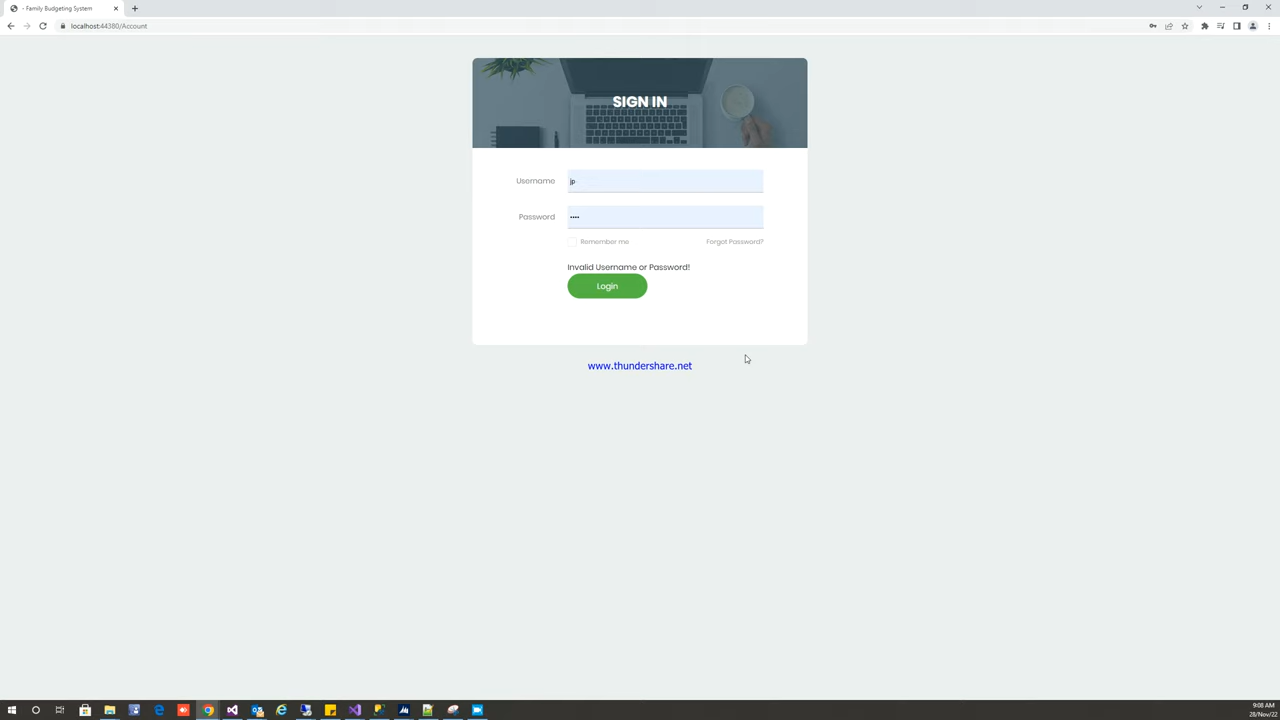 - Family Budgeting System
localhost:44380/Account
SIGN IN
Username
jp
Password
••••
Remember me
Forgot Password?
Invalid Username or Password!
Login
www.thundershare.net
9:08 AM
28/Nov/22